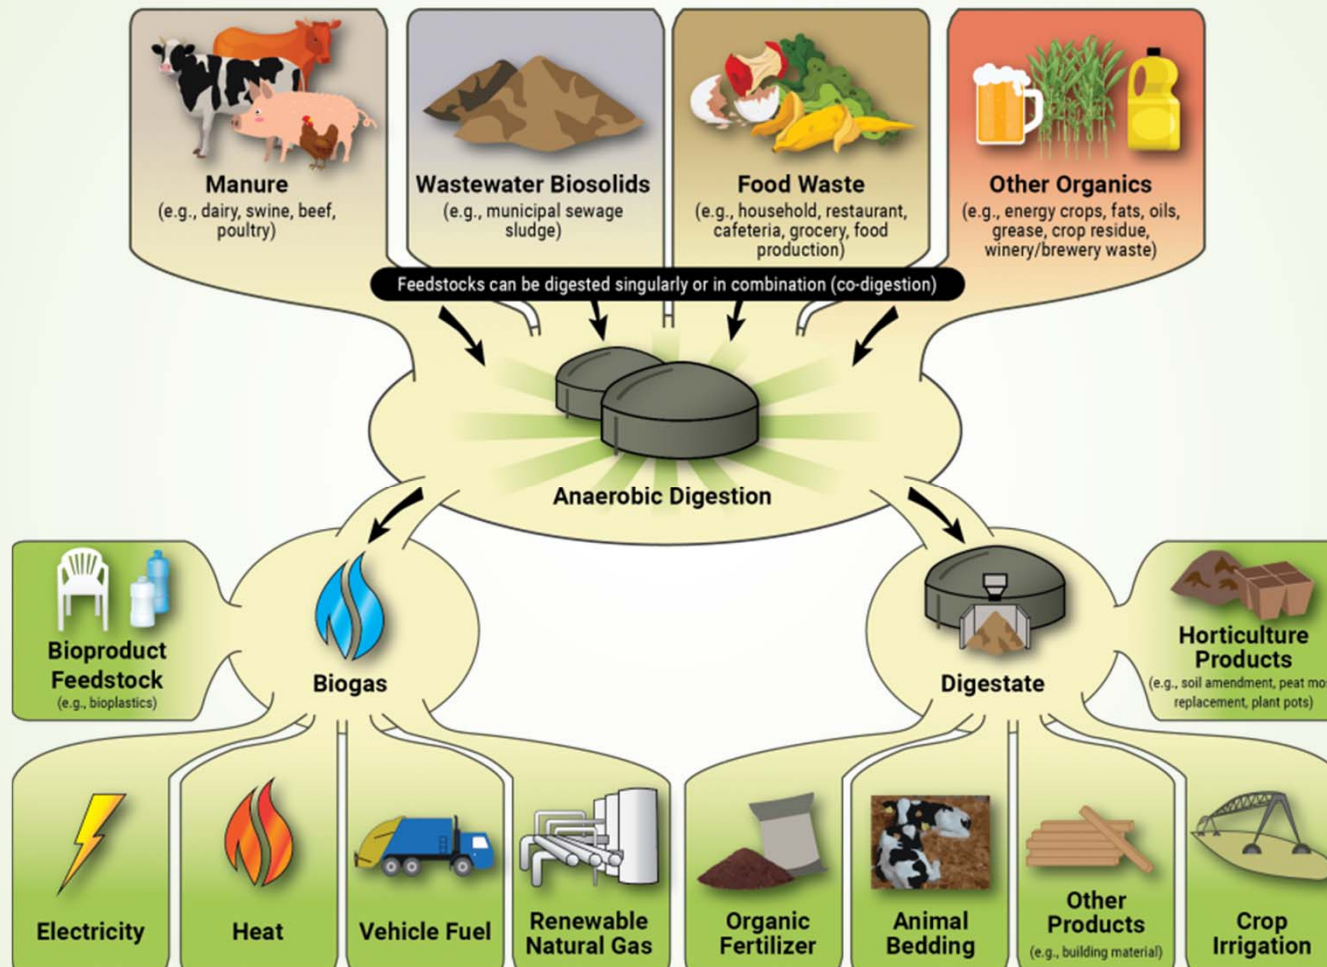 Manure
(e.g., dairy, swine, beef,
poultry)
Wastewater Biosolids
(e.g., municipal sewage
sludge)
Food Waste
(e.g., household, restaurant,
cafeteria, grocery, food
production)
Other Organics
(e.g., energy crops, fats, oils,
grease, crop residue,
winery/brewery waste)
Feedstocks can be digested singularly or in combination (co-digestion)
Anaerobic Digestion
Bioproduct
Feedstock
(e.g., bioplastics)
Biogas
Digestate
Horticulture
Products
(e.g., soil amendment, peat mo
replacement, plant pots)
Electricity
Heat
Vehicle Fuel
Renewable
Natural Gas
Organic
Fertilizer
Animal
Bedding
Other
Products
(e.g., building material)
Crop
Irrigation